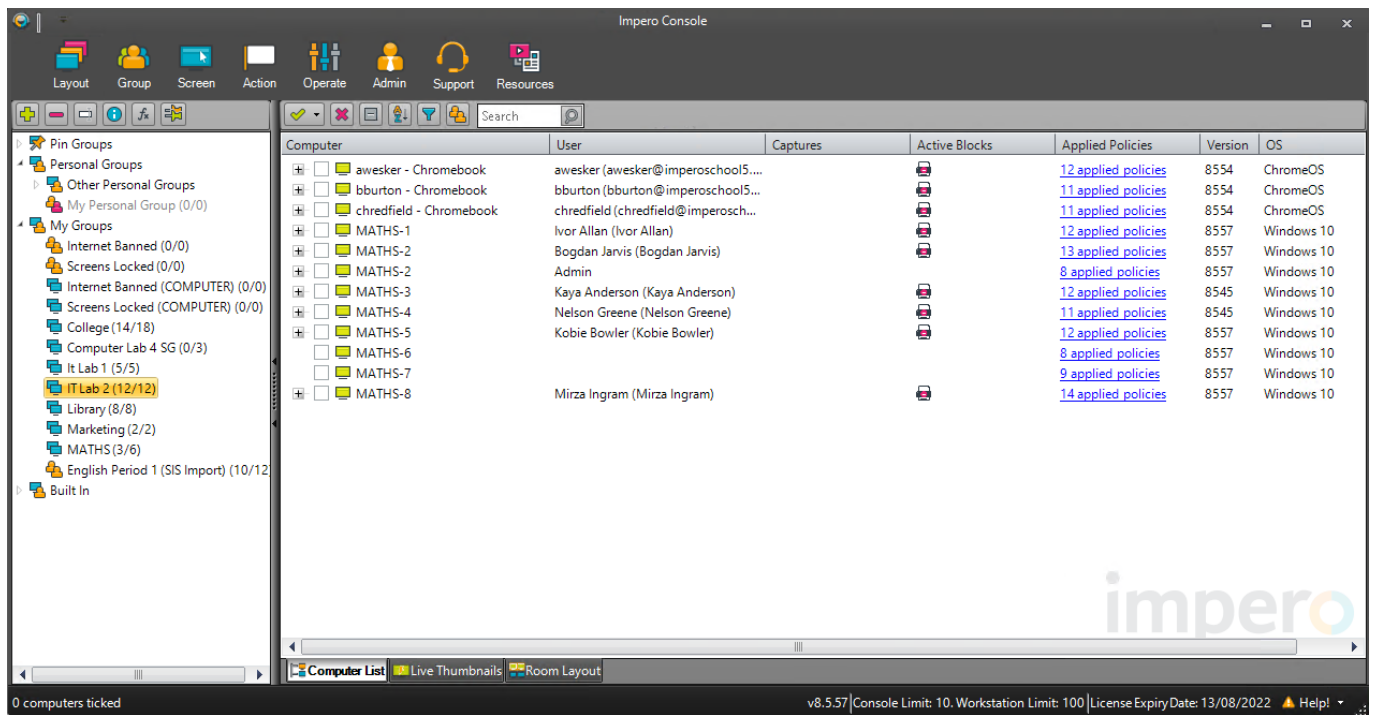 Impero Console
Layout Group Screen Action Operate Admin Support Resources
Search
Pin Groups
Personal Groups
Other Personal Groups
My Personal Group (0/0)
My Groups
Internet Banned (0/0)
Screens Locked (0/0)
Internet Banned (COMPUTER) (0/0)
Screens Locked (COMPUTER) (0/0)
College (14/18)
Computer Lab 4 SG (0/3)
It Lab 1 (5/5)
IT Lab 2 (12/12)
Library (8/8)
Marketing (2/2)
MATHS (3/6)
English Period 1 (SIS Import) (10/12)
Built In
Computer User Captures Active Blocks Applied Policies Version OS
awesker - Chromebook awesker (awesker@imperoschool5.... 12 applied policies 8554 ChromeOS
bburton - Chromebook bburton (bburton@imperoschool5... 11 applied policies 8554 ChromeOS
chredfield - Chromebook chredfield (chredfield@imperosch... 11 applied policies 8554 ChromeOS
MATHS-1 Ivor Allan (Ivor Allan) 12 applied policies 8557 Windows 10
MATHS-2 Bogdan Jarvis (Bogdan Jarvis) 13 applied policies 8557 Windows 10
MATHS-2 Admin 8 applied policies 8557 Windows 10
MATHS-3 Kaya Anderson (Kaya Anderson) 12 applied policies 8545 Windows 10
MATHS-4 Nelson Greene (Nelson Greene) 11 applied policies 8545 Windows 10
MATHS-5 Kobie Bowler (Kobie Bowler) 12 applied policies 8557 Windows 10
MATHS-6 8 applied policies 8557 Windows 10
MATHS-7 9 applied policies 8557 Windows 10
MATHS-8 Mirza Ingram (Mirza Ingram) 14 applied policies 8557 Windows 10
impero
Computer List Live Thumbnails Room Layout
0 computers ticked v8.5.57 Console Limit: 10. Workstation Limit: 100 License Expiry Date: 13/08/2022 Help!